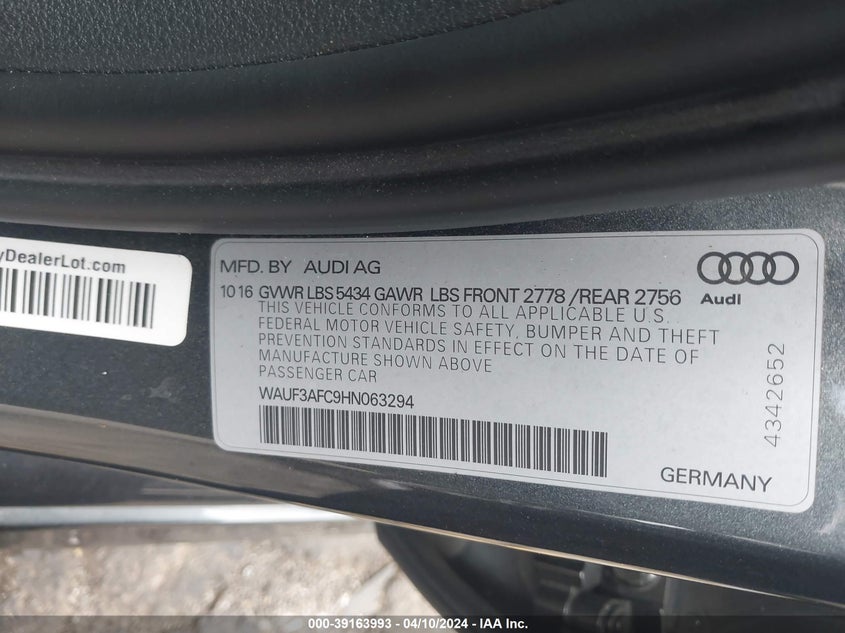 yDealerLot.com
MFD. BY AUDI AG
10 16 GVWR LBS 5434 GAWR LBS FRONT 2778 /REAR 2756
THIS VEHICLE CONFORMS TO ALL APPLICABLE U.S.
FEDERAL MOTOR VEHICLE SAFETY, BUMPER AND THEFT
PREVENTION STANDARDS IN EFFECT ON THE DATE OF
MANUFACTURE SHOWN ABOVE
PASSENGER CAR
WAUF3AFC9HN063294
Audi
4342652
GERMANY
000-39163993 - 04/10/2024 - IAA Inc.